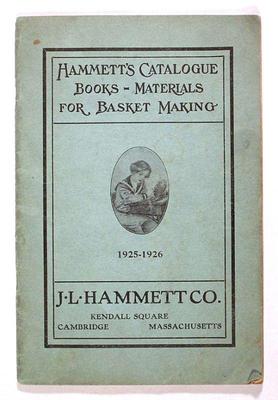 HAMMETT'S CATALOGUE
BOOKS - MATERIALS
FOR BASKET MAKING
1925-1926
J•L•HAMMETT CO.
KENDALL SQUARE
CAMBRIDGE MASSACHUSETTS